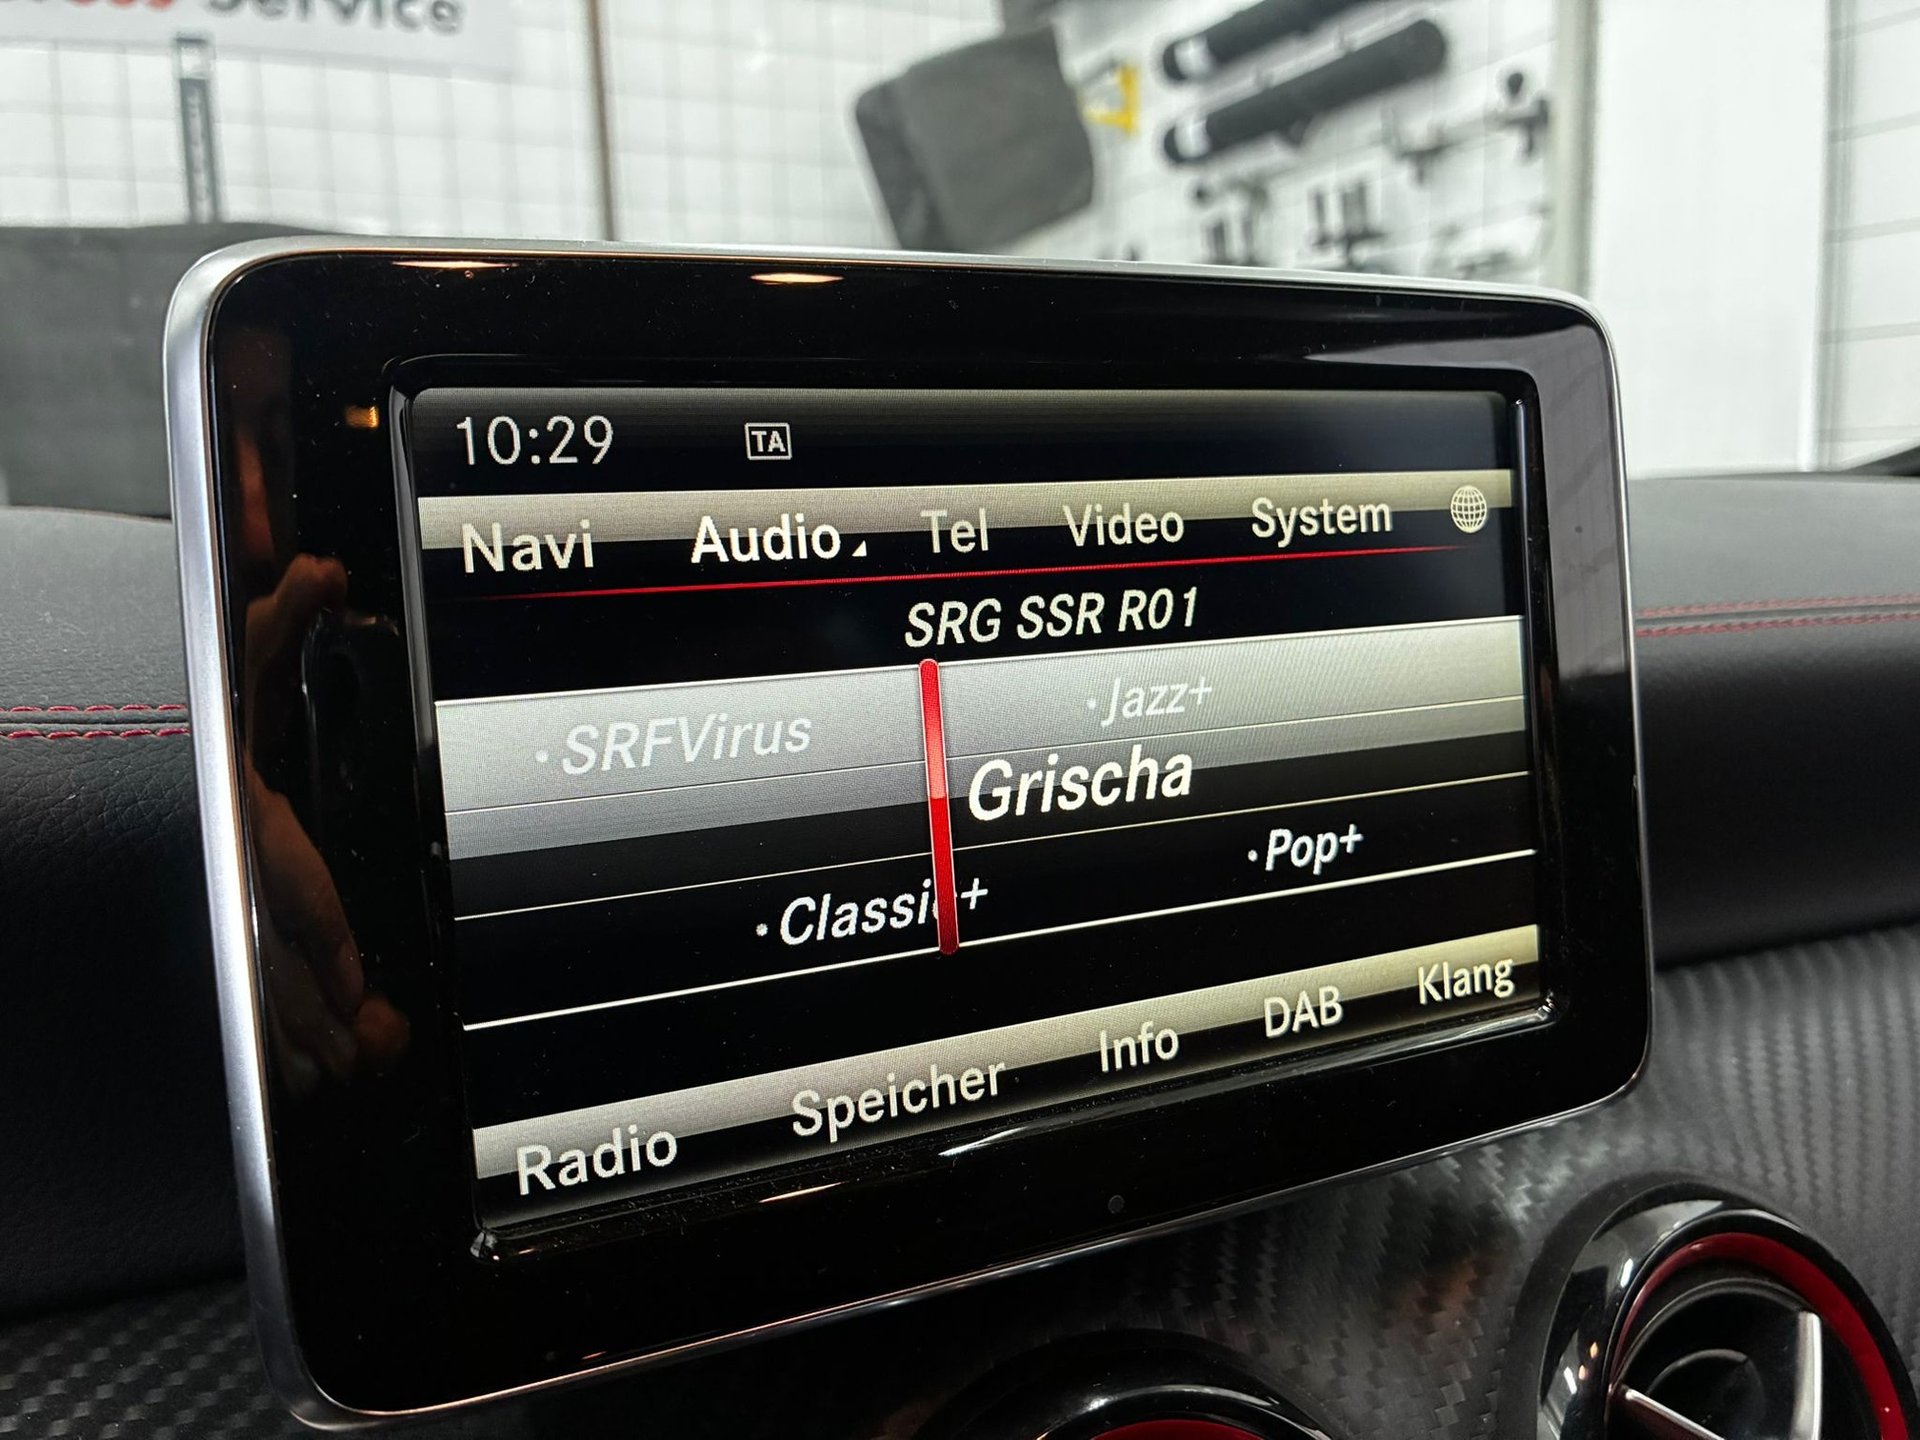 Service
10:29 TA
Navi Audio Tel Video System
SRG SSR R01
·SRFVirus ·Jazz+
Grischa
·Classic+ ·Pop+
Radio Speicher Info DAB Klang